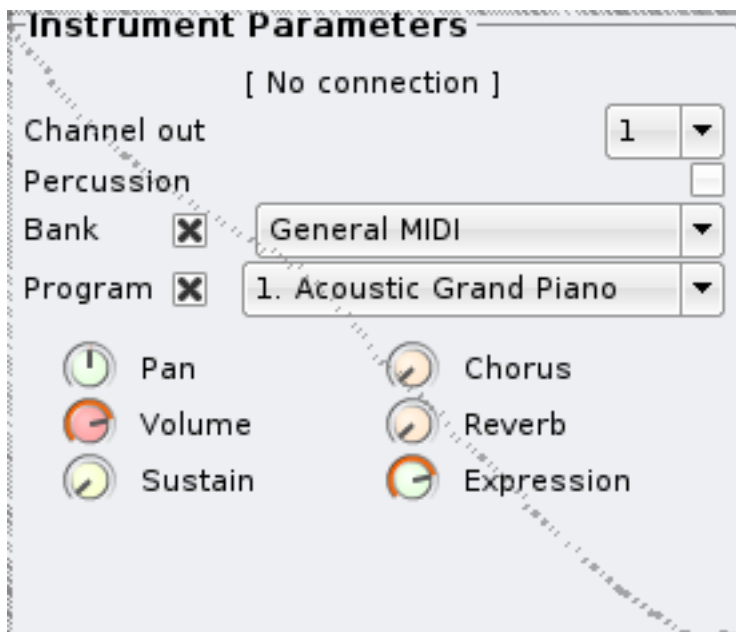 Instrument Parameters
[ No connection ]
Channel out 1
Percussion
Bank General MIDI
Program 1. Acoustic Grand Piano
Pan Chorus
Volume Reverb
Sustain Expression